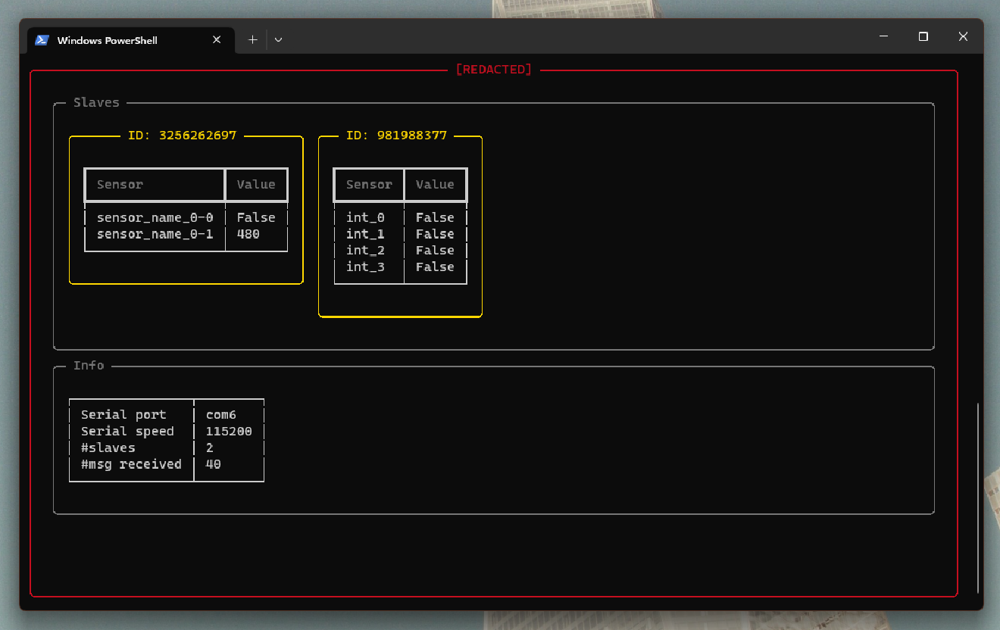 Windows PowerShell
[REDACTED]
Slaves
ID: 3256262697
Sensor Value
sensor_name_0-0 False
sensor_name_0-1 480
ID: 981988377
Sensor Value
int_0 False
int_1 False
int_2 False
int_3 False
Info
Serial port com6
Serial speed 115200
#slaves 2
#msg received 40